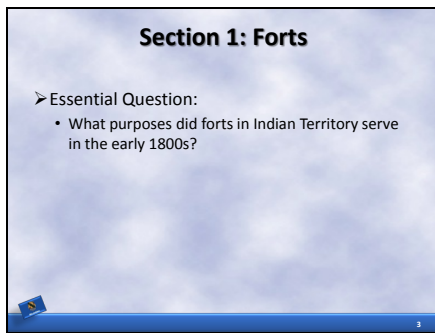 Section 1: Forts
➢Essential Question:
• What purposes did forts in Indian Territory serve
in the early 1800s?
3